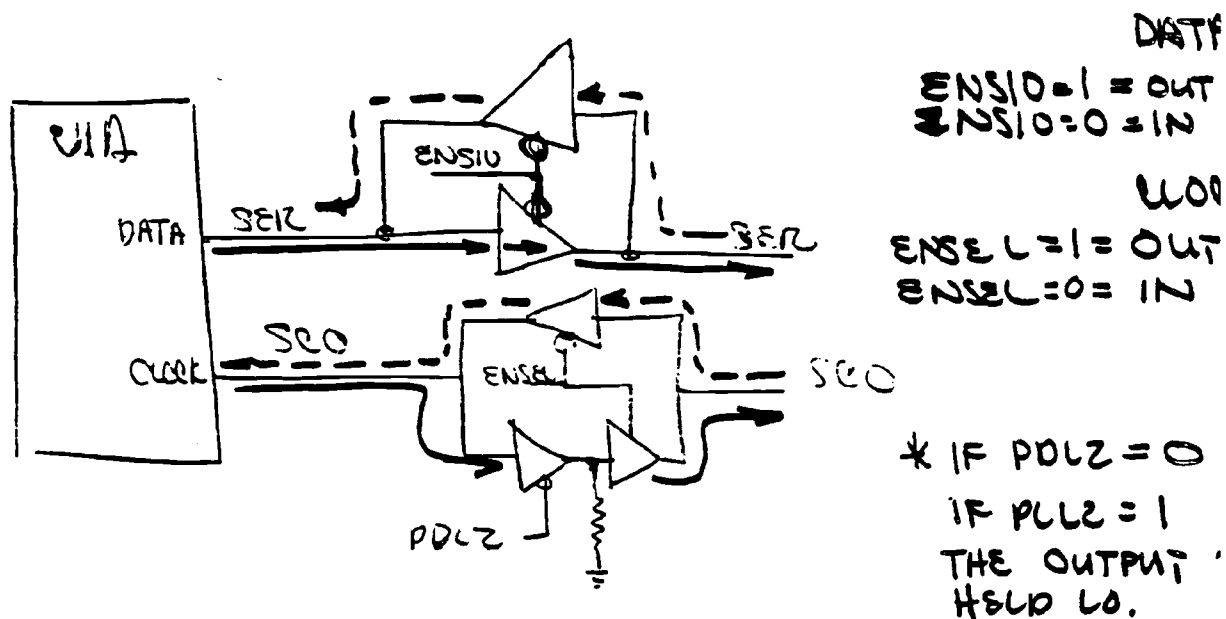 VIA
DATA
SER
ENSIO
SER
CLOCK
SCO
ENSEL
SCO
PDLZ
DATA
ENSIO=1=OUT
ENSIO=0=IN
ENSEL=1=OUT
ENSEL=0=IN
* IF PDLZ=0
IF PLLZ=1
THE OUTPUT
HELD LO.